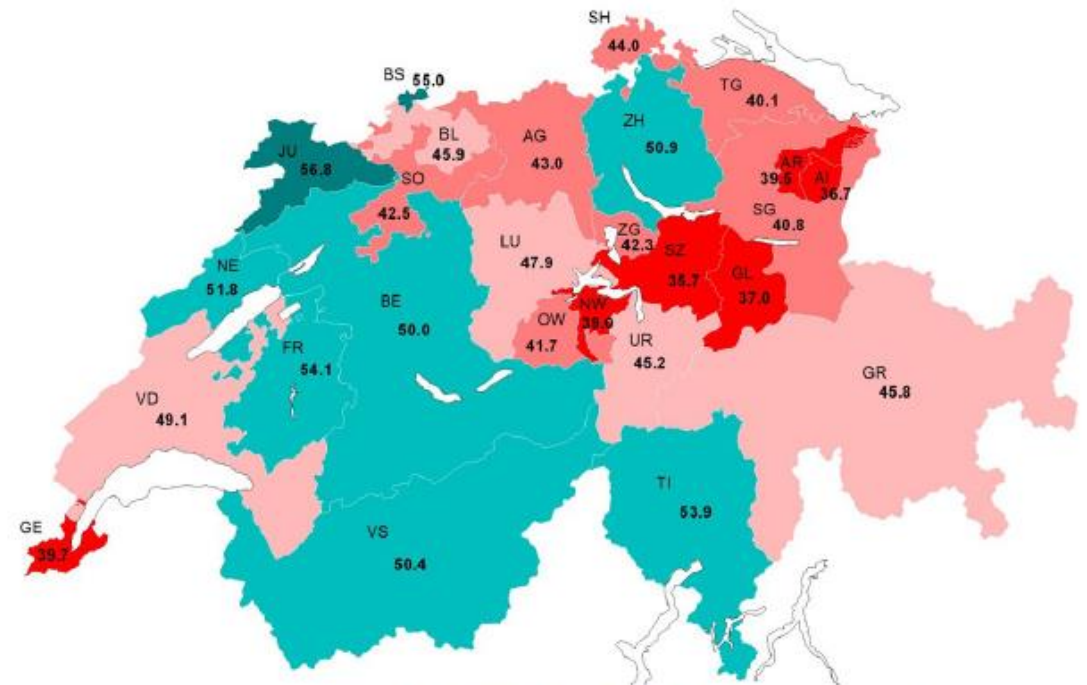 SH
44.0
BS 55.0
TG
40.1
ZH
50.9
BL
45.9
AG
43.0
JU
56.8
SO
42.5
AR
39.5
AI
36.7
SG
40.8
ZG
42.3
LU
47.9
SZ
35.7
GL
37.0
NE
51.8
BE
50.0
NW
39.0
OW
41.7
UR
45.2
FR
54.1
GR
45.8
VD
49.1
TI
53.9
GE
39.7
VS
50.4